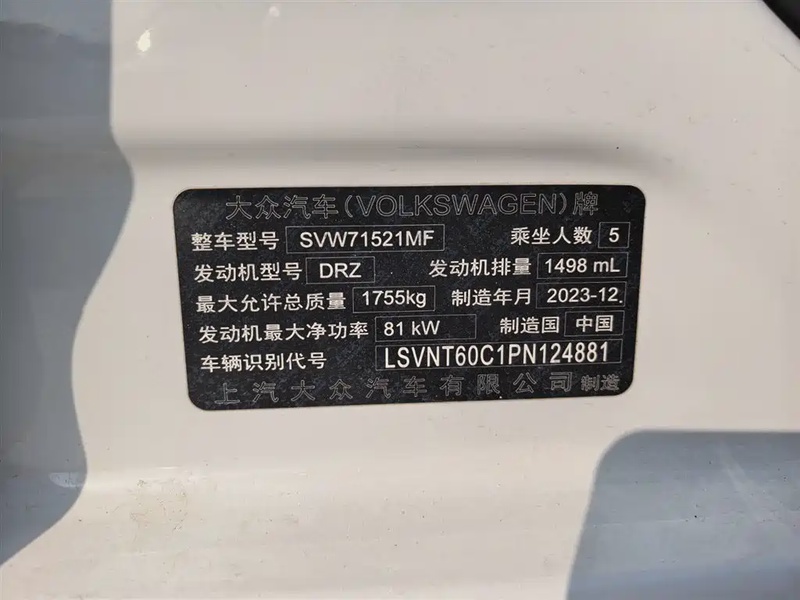 大众汽车(VOLKSWAGEN)牌
整车型号 SVW71521MF 乘坐人数 5
发动机型号 DRZ 发动机排量 1498 mL
最大允许总质量 1755kg 制造年月 2023-12
发动机最大净功率 81 kW 制造国 中国
车辆识别代号 LSVNT60C1PN124881
上汽大众汽车有限公司 制造